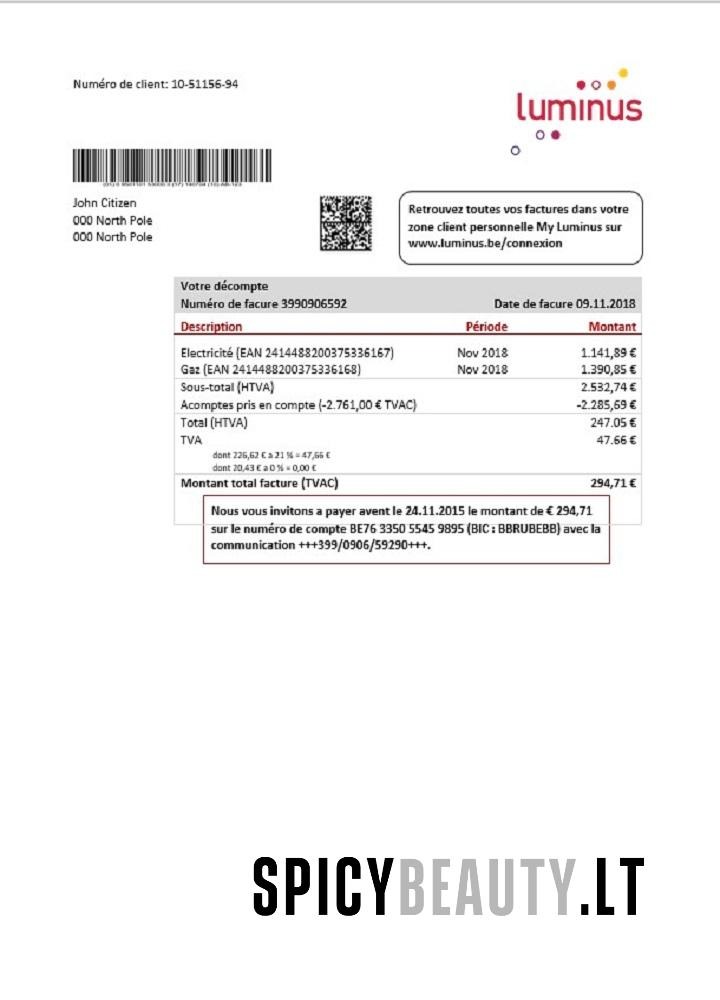 Numéro de client: 10-51156-94
luminus
John Citizen
000 North Pole
000 North Pole
Retrouvez toutes vos factures dans votre
zone client personnelle My Luminus sur
www.luminus.be/connexion
Votre décompte
Numéro de facure 3990906592 Date de facure 09.11.2018
Description Période Montant
Electricité (EAN 2414488200375336167) Nov 2018 1.141,89 €
Gaz (EAN 2414488200375336168) Nov 2018 1.390,85 €
Sous-total (HTVA) 2.532,74 €
Acomptes pris en compte (-2.761,00 € TVAC) -2.285,69 €
Total (HTVA) 247.05 €
TVA 47.66 €
dont 226,62 € à 21 % = 47,66 €
dont 20,43 € a 0 % = 0,00 €
Montant total facture (TVAC) 294,71 €
Nous vous invitons a payer avent le 24.11.2015 le montant de € 294,71
sur le numéro de compte BE76 3350 5545 9895 (BIC : BBRUBEBB) avec la
communication +++399/0906/59290+++.
SPICYBEAUTY.LT